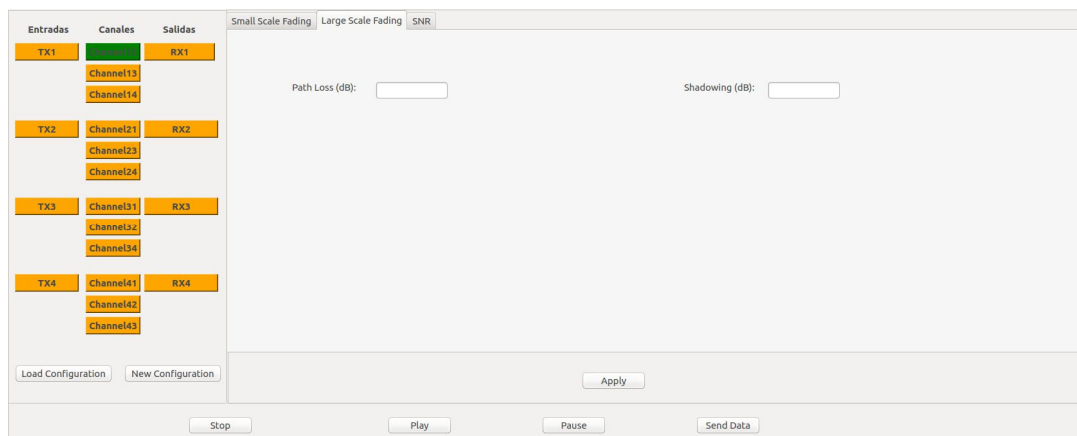 Entradas Canales Salidas
Small Scale Fading Large Scale Fading SNR
TX1 RX1
Channel13
Channel14
TX2 Channel21 RX2
Channel23
Channel24
TX3 Channel31 RX3
Channel32
Channel34
TX4 Channel41 RX4
Channel42
Channel43
Path Loss (dB): Shadowing (dB):
Load Configuration New Configuration
Apply
Stop Play Pause Send Data